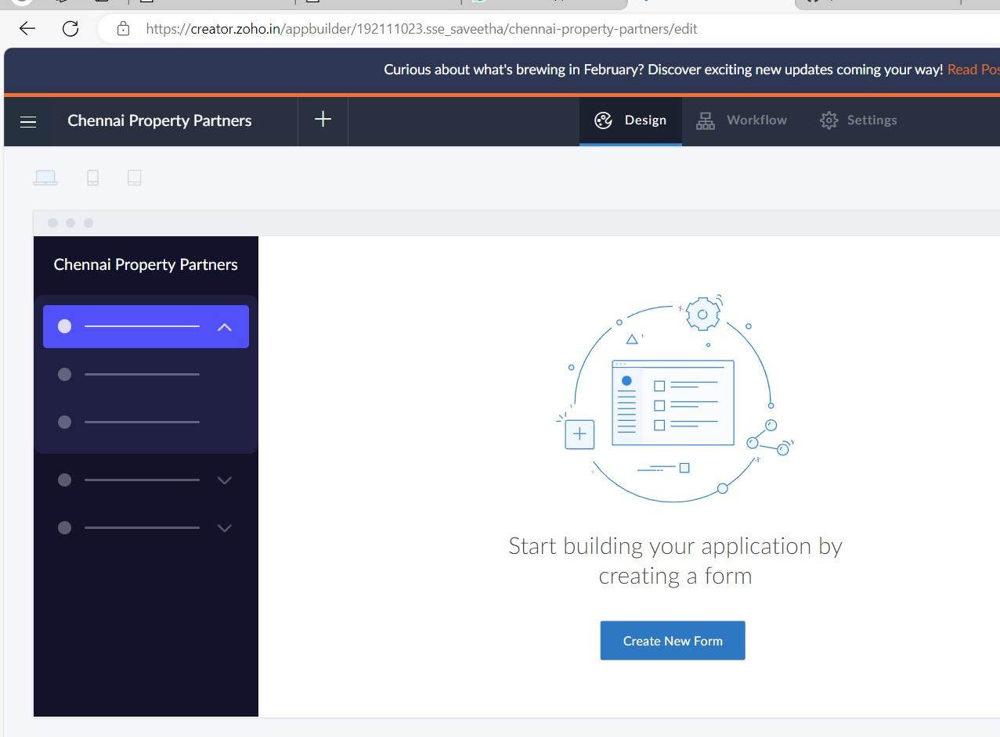 https://creator.zoho.in/appbuilder/192111023.sse_saveetha/chennai-property-partners/edit
Curious about what's brewing in February? Discover exciting new updates coming your way! Read Pos
Chennai Property Partners
Design
Workflow
Settings
Chennai Property Partners
Start building your application by
creating a form
Create New Form